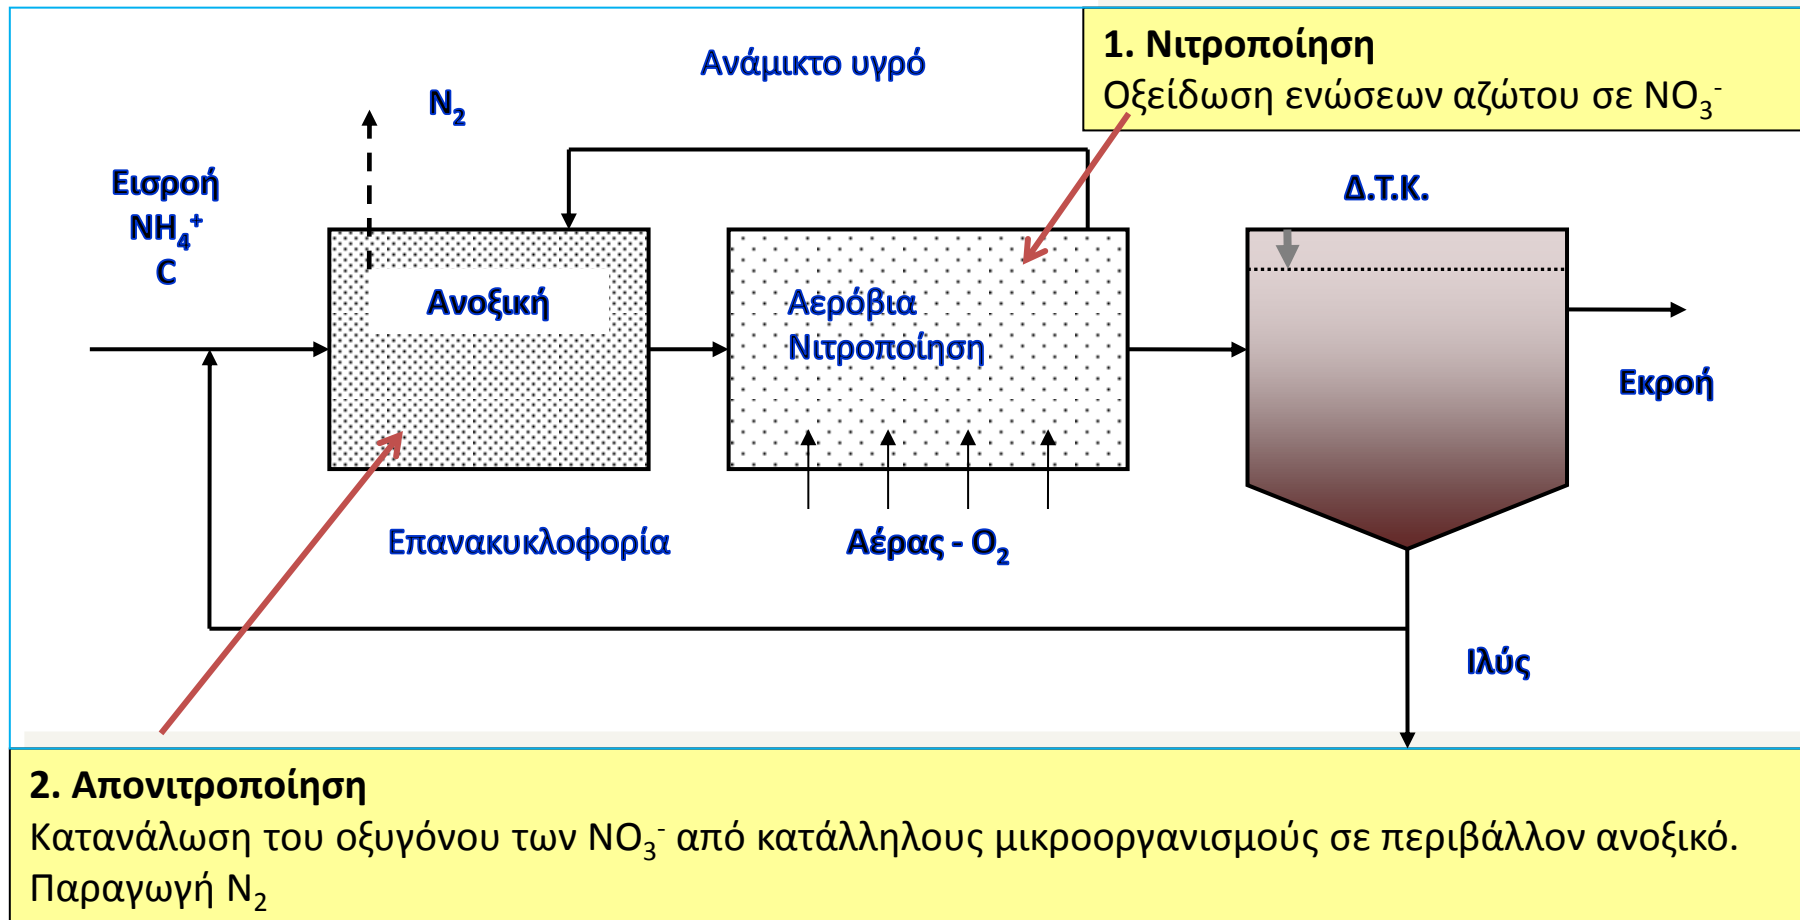 1. Νιτροποίηση
Οξείδωση ενώσεων αζώτου σε NO₃⁻
Ανάμικτο υγρό
N₂
Εισροή
NH₄⁺
C
Δ.Τ.Κ.
Ανοξική
Αερόβια
Νιτροποίηση
Εκροή
Επανακυκλοφορία
Αέρας - O₂
Ιλύς
2. Απονιτροποίηση
Κατανάλωση του οξυγόνου των NO₃⁻ από κατάλληλους μικροοργανισμούς σε περιβάλλον ανοξικό.
Παραγωγή N₂